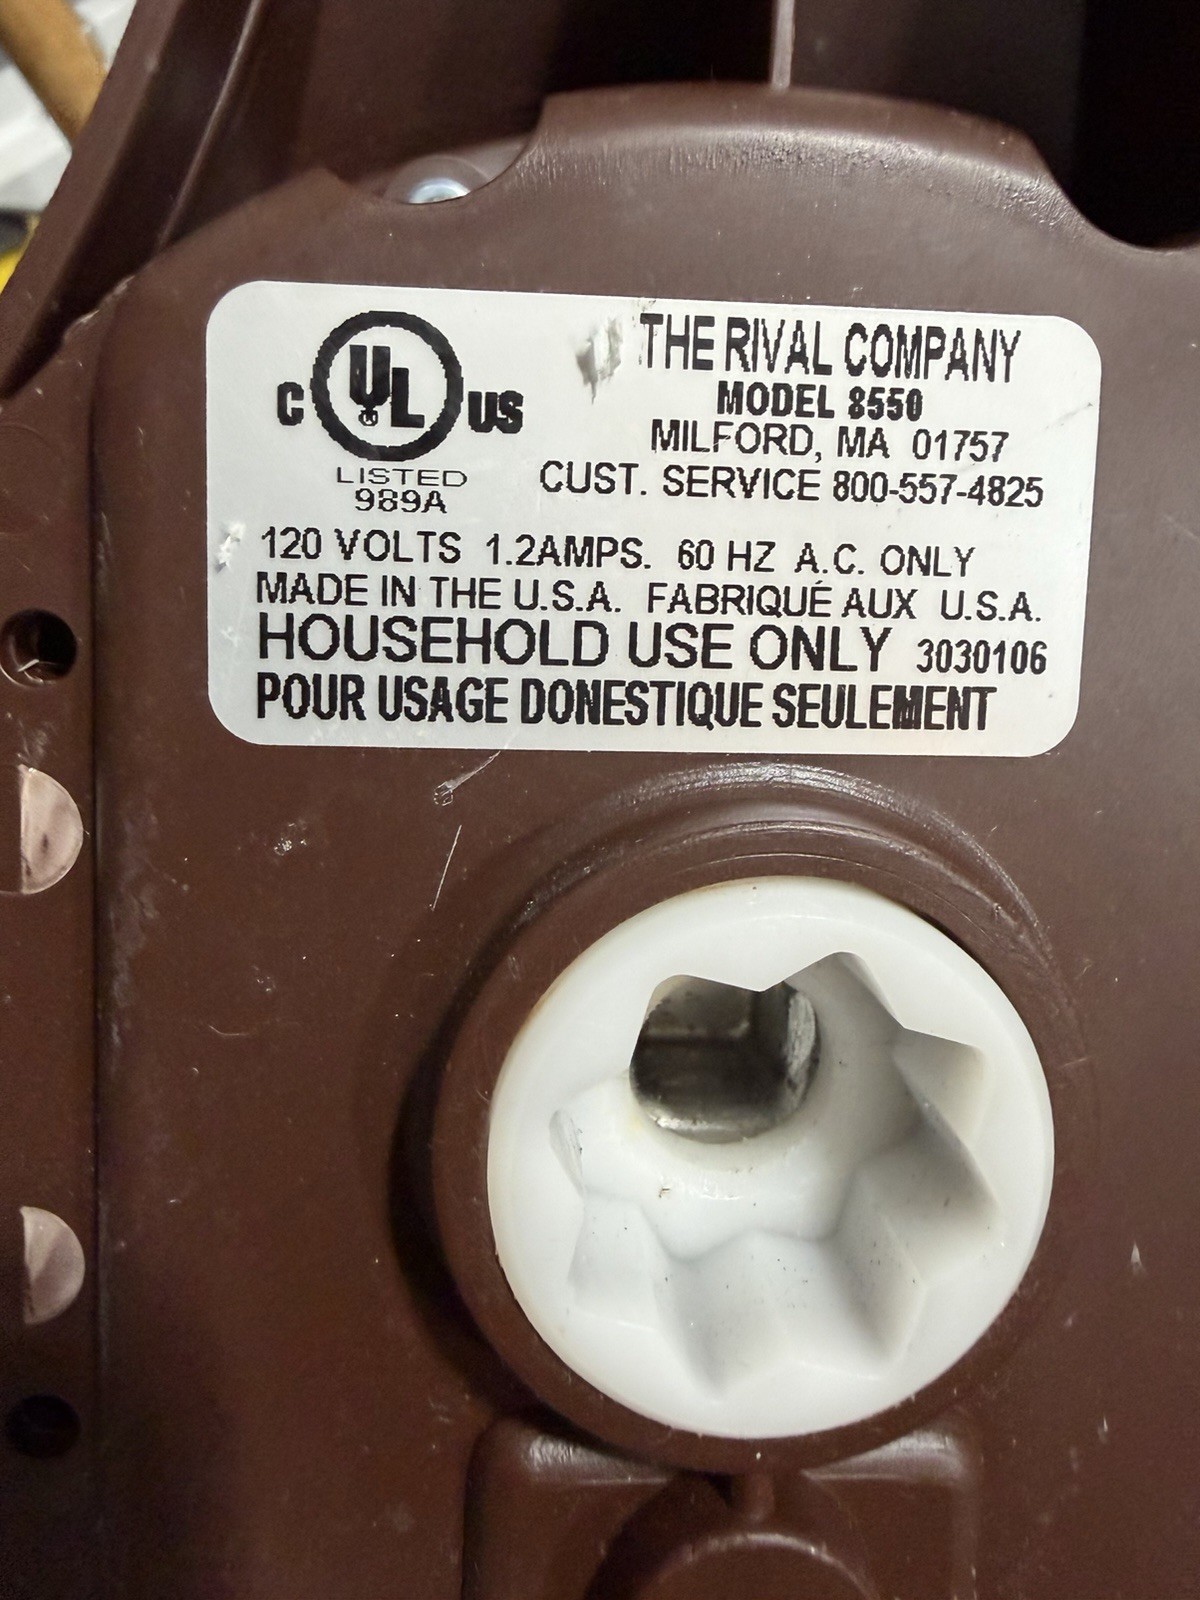 C UL US
LISTED
989A
THE RIVAL COMPANY
MODEL 8550
MILFORD, MA 01757
CUST. SERVICE 800-557-4825
120 VOLTS 1.2AMPS. 60 HZ A.C. ONLY
MADE IN THE U.S.A. FABRIQUÉ AUX U.S.A.
HOUSEHOLD USE ONLY 3030106
POUR USAGE DONESTIQUE SEULEMENT